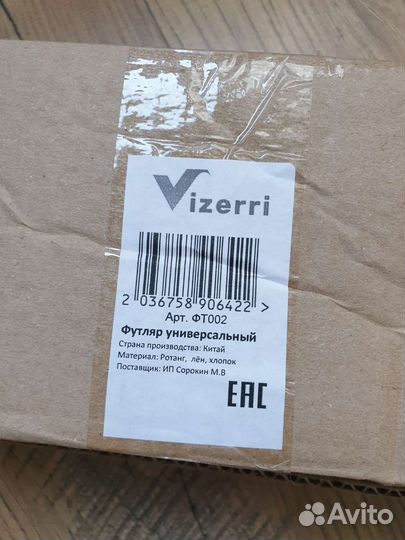 Vizerri
2 036758 906422 >
Арт. ФТ002
Футляр универсальный
Страна производства: Китай
Материал: Ротанг, лён, хлопок
Поставщик: ИП Сорокин М.В
ЕАС
Avito